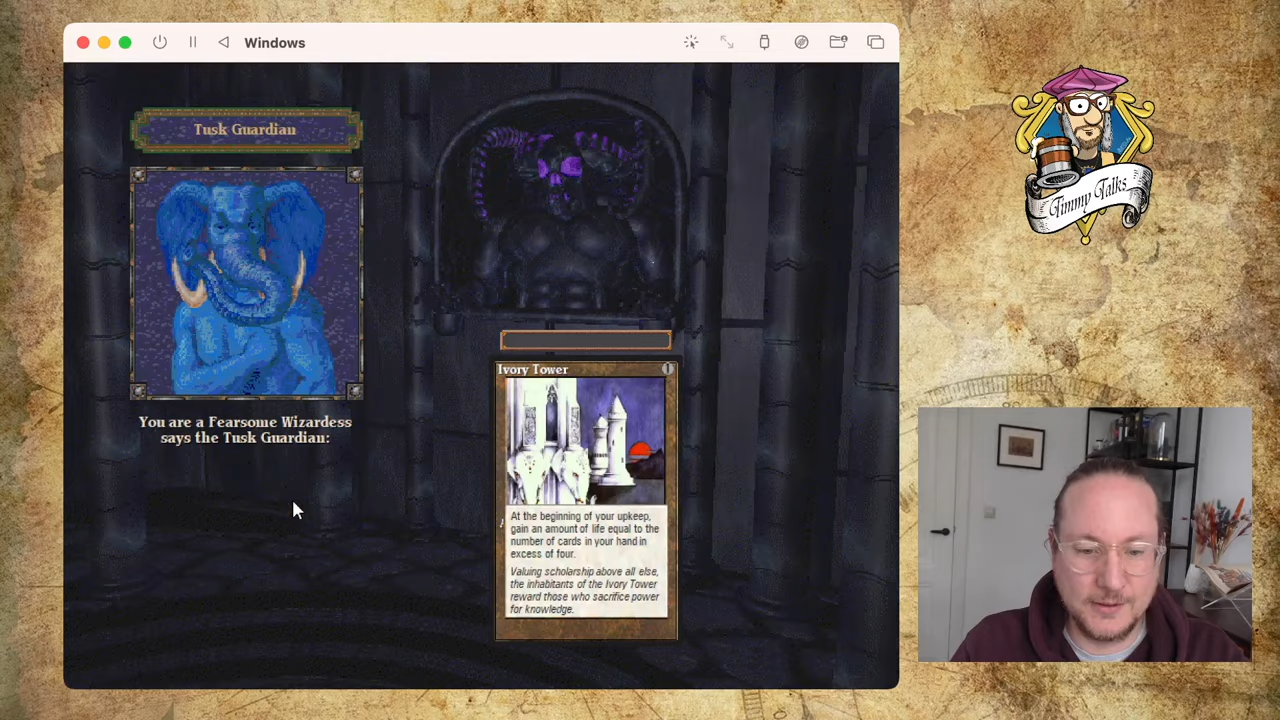 Windows
Tusk Guardian
You are a Fearsome Wizardess
says the Tusk Guardian:
Ivory Tower
1
At the beginning of your upkeep,
gain an amount of life equal to the
number of cards in your hand in
excess of four.
Valuing scholarship above all else,
the inhabitants of the Ivory Tower
reward those who sacrifice power
for knowledge.
Timmy Talks